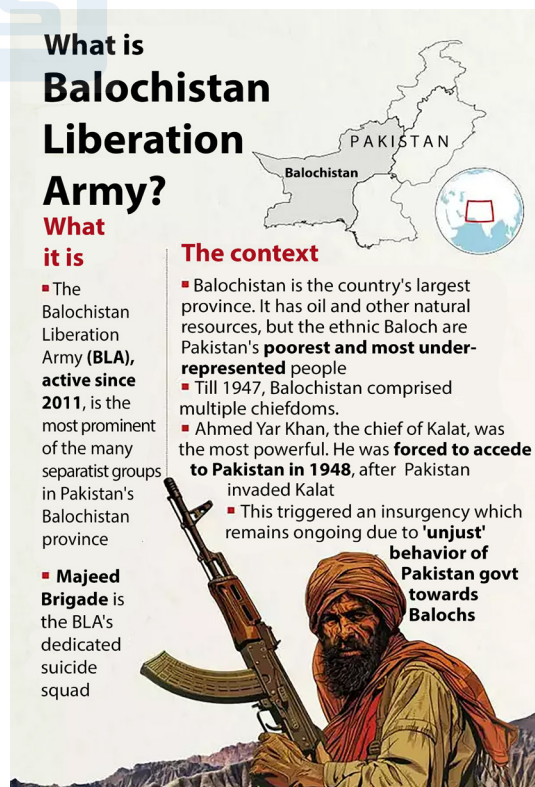 What is
Balochistan
Liberation
Army?
PAKISTAN
Balochistan
What
it is
▪ The
Balochistan
Liberation
Army (BLA),
active since
2011, is the
most prominent
of the many
separatist groups
in Pakistan's
Balochistan
province
▪ Majeed
Brigade is
the BLA's
dedicated
suicide
squad
The context
▪ Balochistan is the country's largest
province. It has oil and other natural
resources, but the ethnic Baloch are
Pakistan's poorest and most under-
represented people
▪ Till 1947, Balochistan comprised
multiple chiefdoms.
▪ Ahmed Yar Khan, the chief of Kalat, was
the most powerful. He was forced to accede
to Pakistan in 1948, after Pakistan
invaded Kalat
▪ This triggered an insurgency which
remains ongoing due to 'unjust'
behavior of
Pakistan govt
towards
Balochs